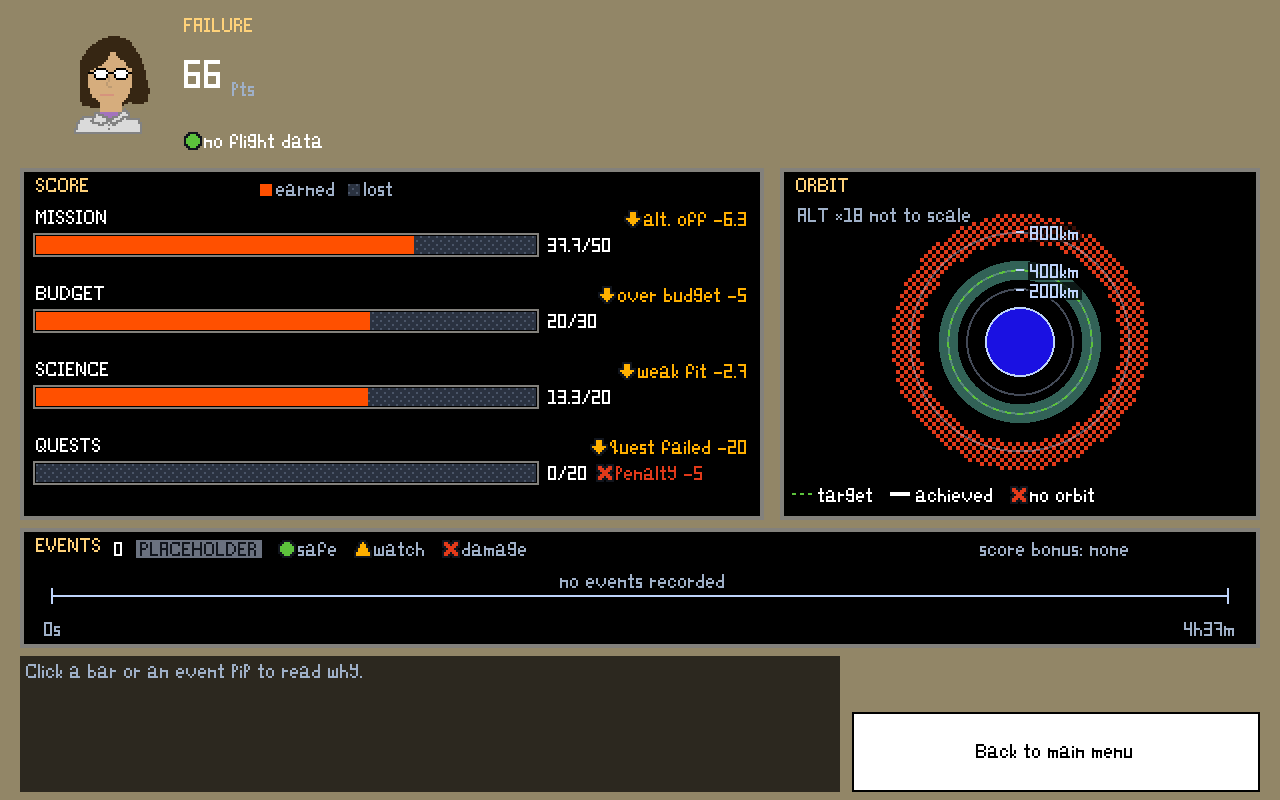 FAILURE
66 Pts
no flight data
SCORE
earned lost
MISSION
alt. off -6.3
37.7/50
BUDGET
over budget -5
20/30
SCIENCE
weak fit -2.7
13.3/20
QUESTS
quest failed -20
0/20 Penalty -5
ORBIT
ALT ×18 not to scale
800km
400km
200km
target achieved no orbit
EVENTS 0 PLACEHOLDER safe watch damage score bonus: none
no events recorded
0s 4h37m
Click a bar or an event pip to read why.
Back to main menu